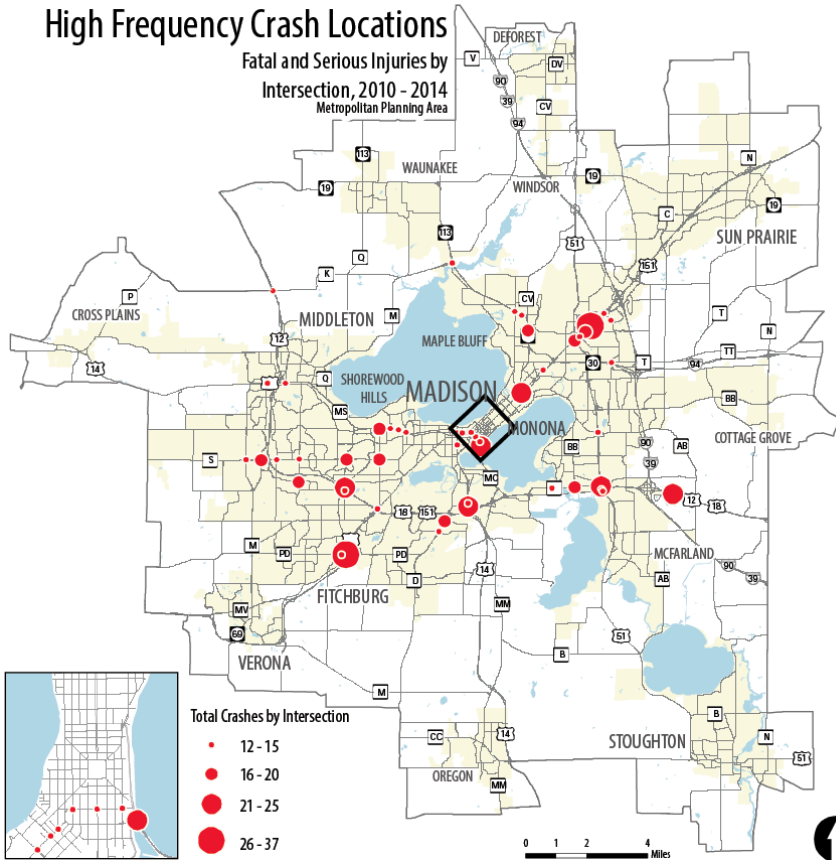 High Frequency Crash Locations
Fatal and Serious Injuries by
Intersection, 2010 - 2014
Metropolitan Planning Area
DEFOREST
V
DV
90
39
94
CV
113
WAUNAKEE
N
19
WINDSOR
19
19
C
113
51
SUN PRAIRIE
Q
K
151
P
CV
CROSS PLAINS
MIDDLETON
M
T
N
12
MAPLE BLUFF
TT
14
30
T
94
Q
SHOREWOOD
HILLS
MADISON
BB
MS
MONONA
COTTAGE GROVE
BB
90
AB
S
39
MC
12
18
18
151
M
PD
PD
MCFARLAND
14
90
D
AB
39
FITCHBURG
MV
MM
69
51
B
VERONA
M
B
Total Crashes by Intersection
12 - 15
16 - 20
21 - 25
26 - 37
CC
14
STOUGHTON
N
51
OREGON
MM
0 1 2 4
Miles